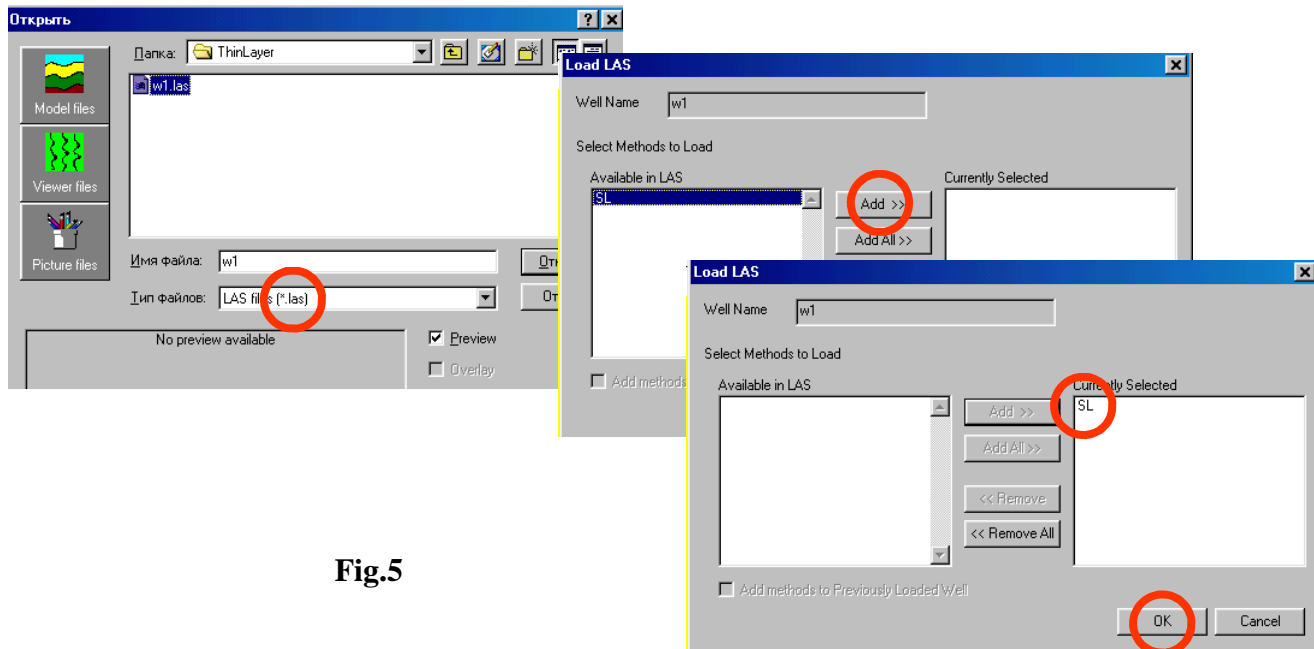 Открыть
Папка: ThinLayer
w1.las
Model files
Viewer files
Picture files
Имя файла: w1
Тип файлов: LAS files (*.las)
No preview available
Preview
Overlay
Load LAS
Well Name w1
Select Methods to Load
Available in LAS
Currently Selected
SL
Add >>
Add All >>
Add methods
Load LAS
Well Name w1
Select Methods to Load
Available in LAS
Currently Selected
SL
Add >>
Add All >>
<< Remove
<< Remove All
Add methods to Previously Loaded Well
OK Cancel
Fig.5